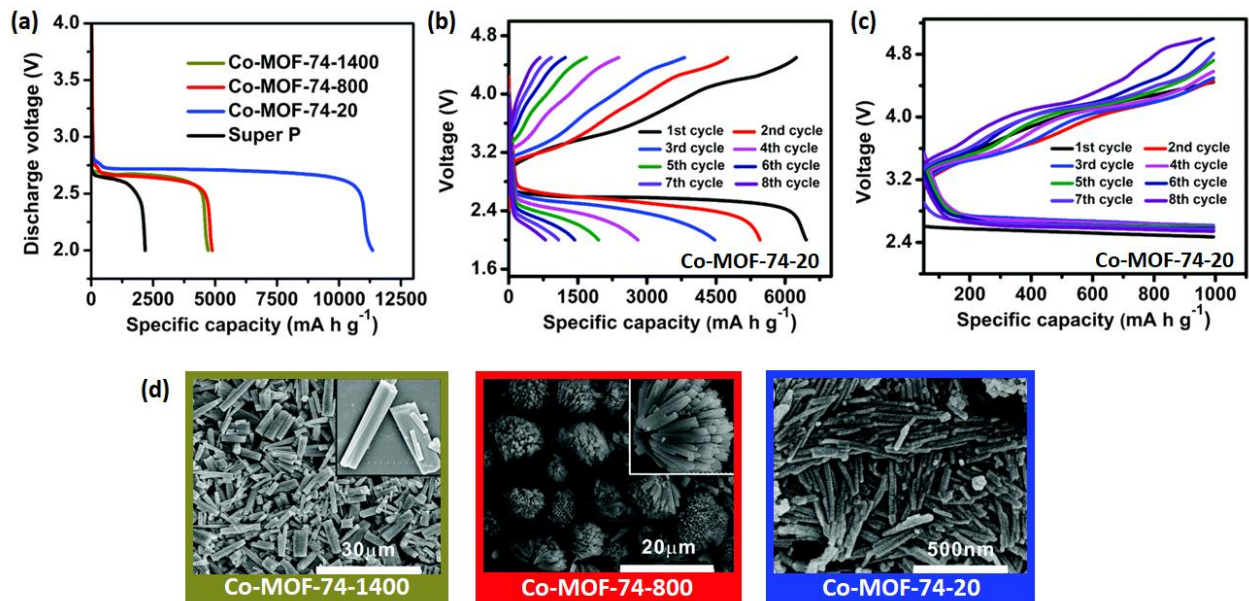 (a)
4.0
3.5
3.0
2.5
2.0
Discharge voltage (V)
Co-MOF-74-1400
Co-MOF-74-800
Co-MOF-74-20
Super P
0 2500 5000 7500 10000 12500
Specific capacity (mA h g⁻¹)
(b)
4.8
4.0
3.2
2.4
1.6
Voltage (V)
1st cycle 2nd cycle
3rd cycle 4th cycle
5th cycle 6th cycle
7th cycle 8th cycle
Co-MOF-74-20
0 1500 3000 4500 6000
Specific capacity (mA h g⁻¹)
(c)
4.8
4.0
3.2
2.4
Voltage (V)
1st cycle 2nd cycle
3rd cycle 4th cycle
5th cycle 6th cycle
7th cycle 8th cycle
Co-MOF-74-20
200 400 600 800 1000
Specific capacity (mA h g⁻¹)
(d)
30μm
Co-MOF-74-1400
20μm
Co-MOF-74-800
500nm
Co-MOF-74-20